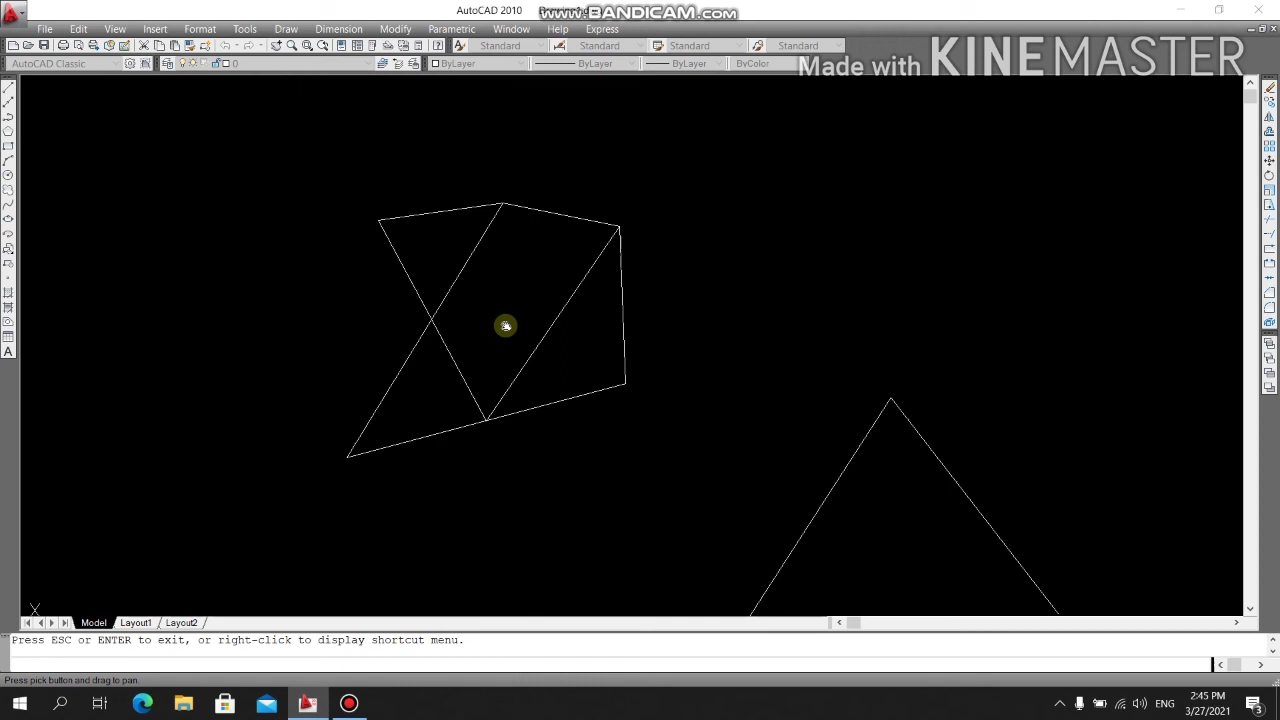 AutoCAD 2010
www.BANDICAM.com
File Edit View Insert Format Tools Draw Dimension Modify Parametric Window Help Express
Standard Standard Standard Standard
AutoCAD Classic 0 ByLayer ByLayer ByLayer ByColor
Made with KINEMASTER
A
X
Model Layout1 Layout2
Press ESC or ENTER to exit, or right-click to display shortcut menu.
Press pick button and drag to pan.
ENG
2:45 PM
3/27/2021
3